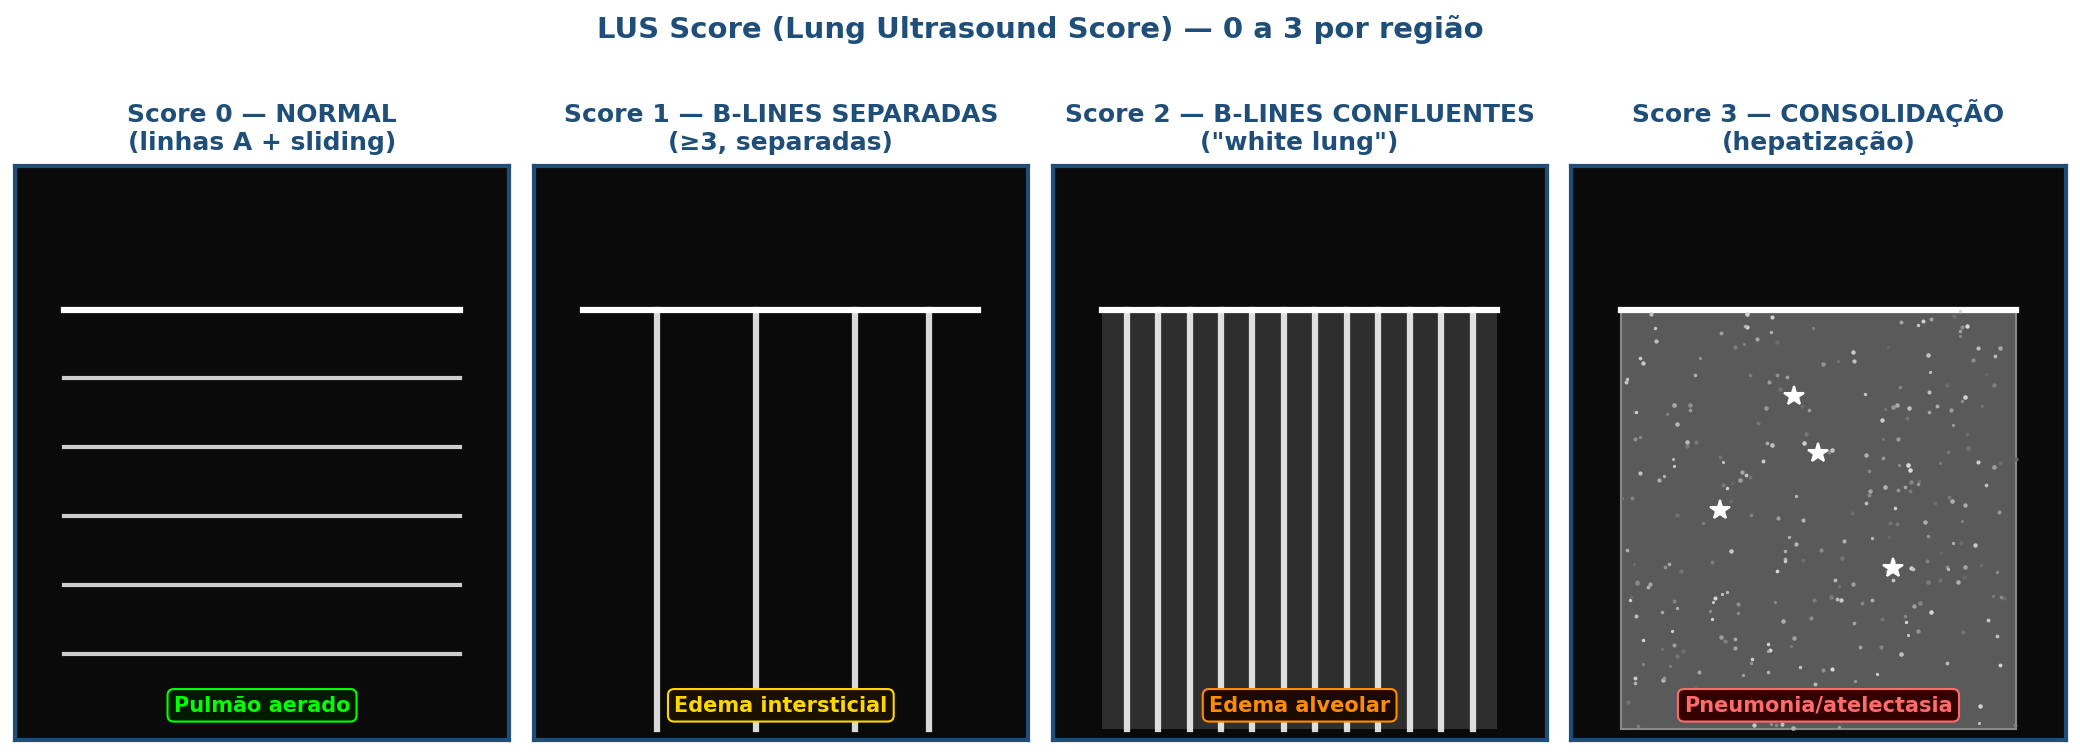 LUS Score (Lung Ultrasound Score) — 0 a 3 por região
Score 0 — NORMAL
(linhas A + sliding)
Score 1 — B-LINES SEPARADAS
(≥3, separadas)
Score 2 — B-LINES CONFLUENTES
("white lung")
Score 3 — CONSOLIDAÇÃO
(hepatização)
Pulmão aerado
Edema intersticial
Edema alveolar
Pneumonia/atelectasia